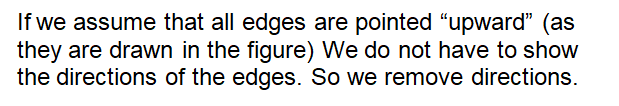 If we assume that all edges are pointed “upward” (as
they are drawn in the figure) We do not have to show
the directions of the edges. So we remove directions.